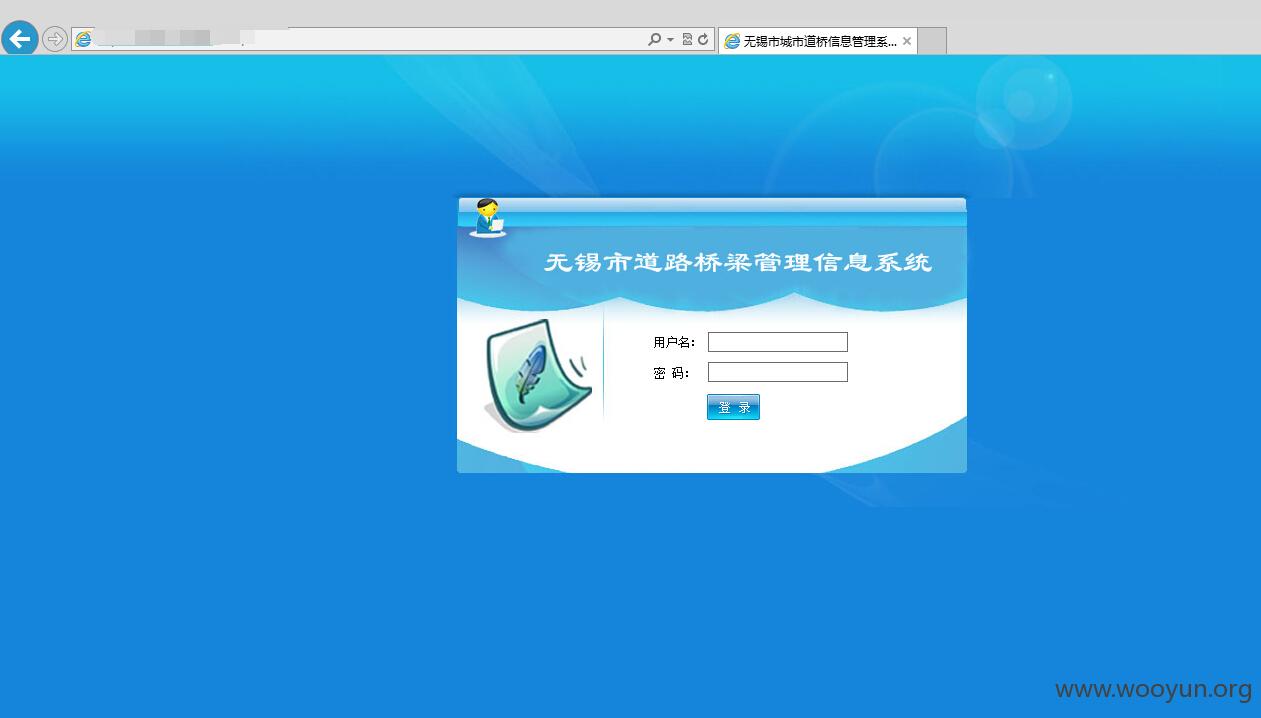 无锡市城市道桥信息管理系...
无锡市道路桥梁管理信息系统
用户名：
密 码：
登 录
www.wooyun.org